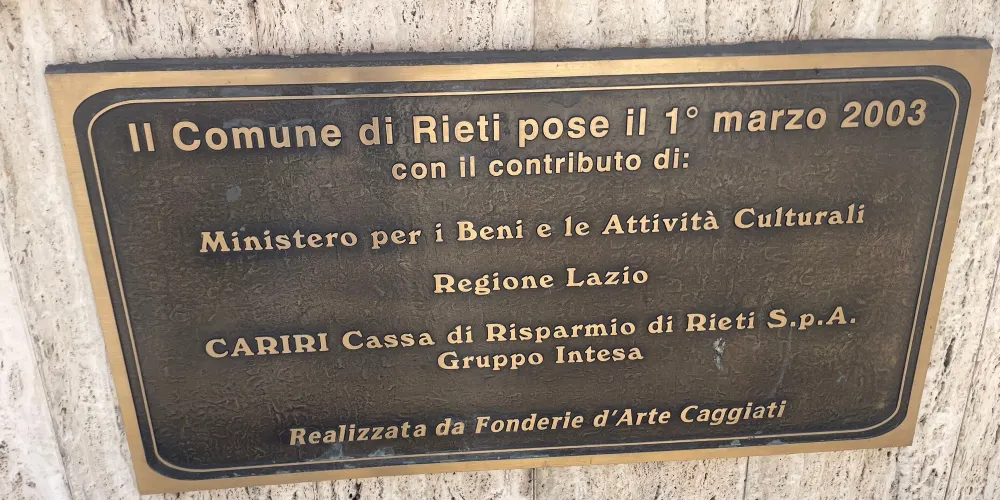 Il Comune di Rieti pose il 1° marzo 2003
con il contributo di:
Ministero per i Beni e le Attività Culturali
Regione Lazio
CARIRI Cassa di Risparmio di Rieti S.p.A.
Gruppo Intesa
Realizzata da Fonderie d'Arte Caggiati